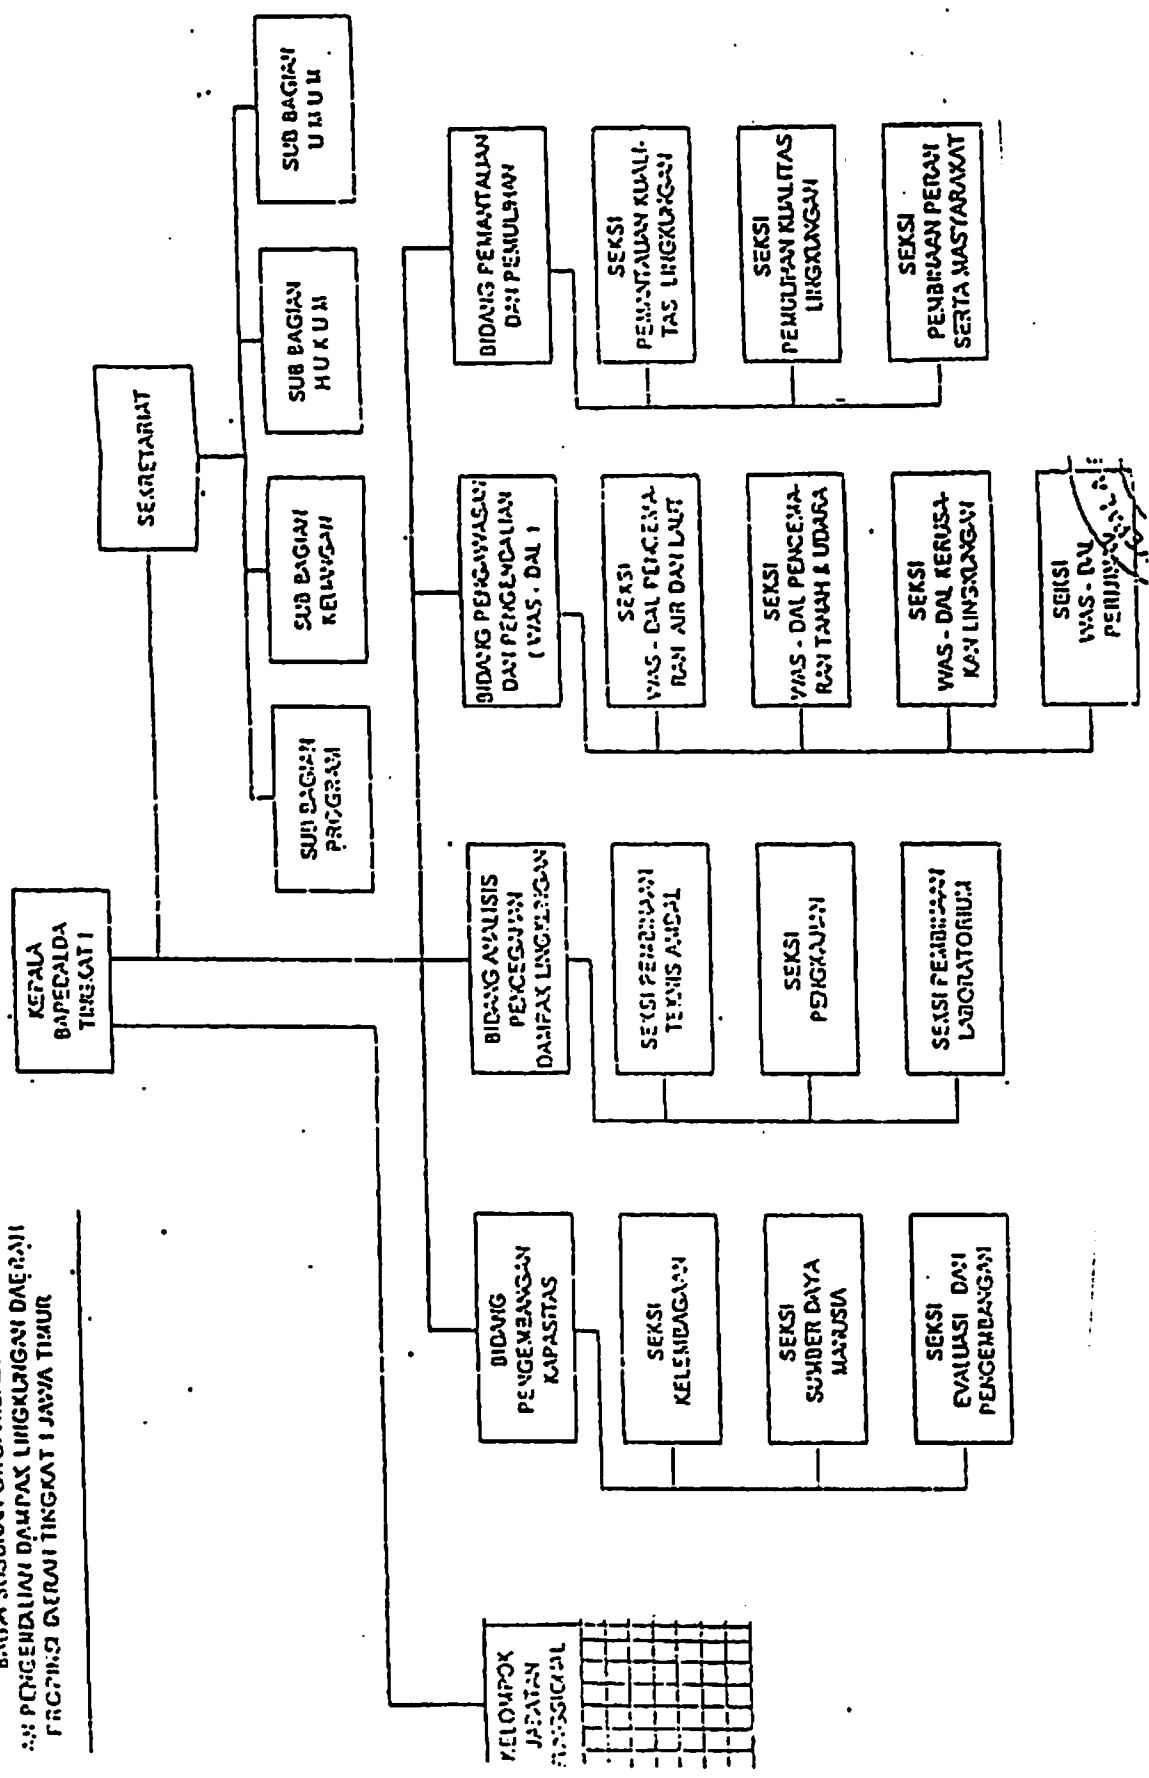 BAGAN SUSUNAN ORGANISASI
PENGENDALIAN DAMPAK LINGKUNGAN DAERAH
PROPINSI DAERAH TINGKAT I JAWA TIMUR
KEPALA
BAPEDALDA
TINGKAT I
SEKRETARIAT
SUB BAGIAN
PROGRAM
SUB BAGIAN
KEUANGAN
SUB BAGIAN
HUKUM
SUB BAGIAN
UMUM
KELOMPOK
JABATAN
FUNGSIONAL
BIDANG
PENGEMBANGAN
KAPASITAS
SEKSI
KELEMBAGAAN
SEKSI
SUMBER DAYA
MANUSIA
SEKSI
EVALUASI DAN
PENGEMBANGAN
BIDANG ANALISIS
PENCEGAHAN
DAMPAK LINGKUNGAN
SEKSI PEMBINAAN
TEKNIS AMDAL
SEKSI
PENGKAJIAN
SEKSI PEMBINAAN
LABORATORIUM
BIDANG PENGAWASAN
DAN PENGENDALIAN
( WAS - DAL )
SEKSI
WAS - DAL PENCEMA-
RAN AIR DAN LAUT
SEKSI
WAS - DAL PENCEMA-
RAN TANAH & UDARA
SEKSI
WAS - DAL KERUSA-
KAN LINGKUNGAN
SEKSI
WAS - DAL
PERIJINAN
BIDANG PEMANTAUAN
DAN PEMULIHAN
SEKSI
PEMANTAUAN KUALI-
TAS LINGKUNGAN
SEKSI
PEMULIHAN KUALITAS
LINGKUNGAN
SEKSI
PEMBINAAN PERAN
SERTA MASYARAKAT